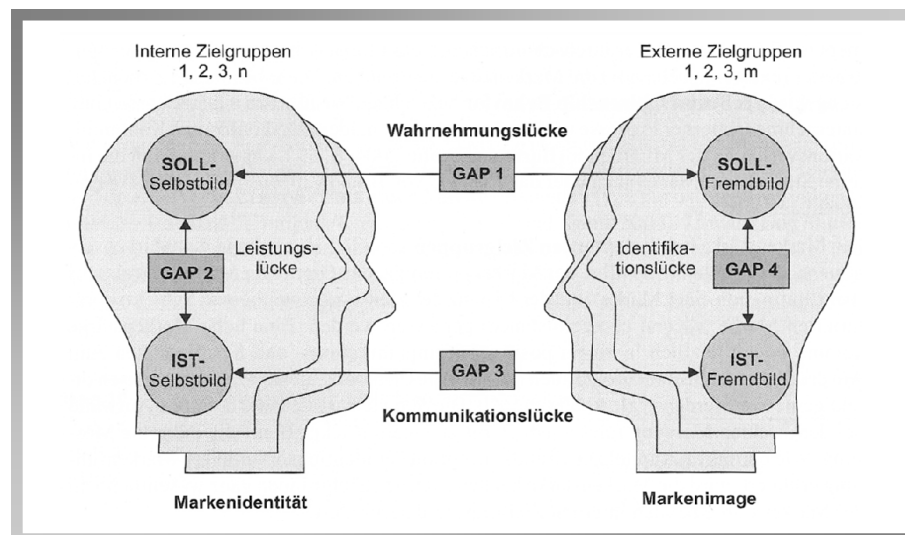 Interne Zielgruppen
1, 2, 3, n
Externe Zielgruppen
1, 2, 3, m
Wahrnehmungslücke
SOLL-
Selbstbild
GAP 1
SOLL-
Fremdbild
Leistungs-
lücke
GAP 2
Identifika-
tionslücke
GAP 4
IST-
Selbstbild
GAP 3
IST-
Fremdbild
Kommunikationslücke
Markenidentität
Markenimage